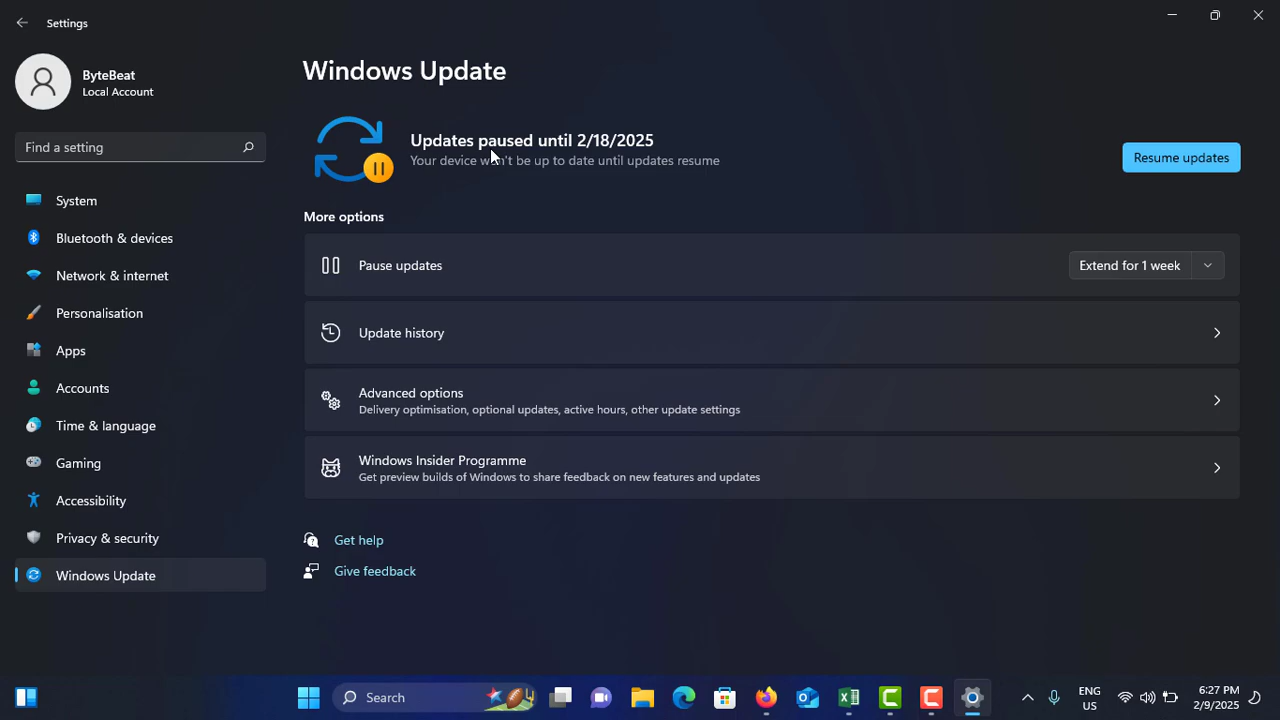 Settings
ByteBeat
Local Account
Find a setting
System
Bluetooth & devices
Network & internet
Personalisation
Apps
Accounts
Time & language
Gaming
Accessibility
Privacy & security
Windows Update
Windows Update
Updates paused until 2/18/2025
Your device won't be up to date until updates resume
Resume updates
More options
Pause updates
Extend for 1 week
Update history
Advanced options
Delivery optimisation, optional updates, active hours, other update settings
Windows Insider Programme
Get preview builds of Windows to share feedback on new features and updates
Get help
Give feedback
Search
ENG
US
6:27 PM
2/9/2025